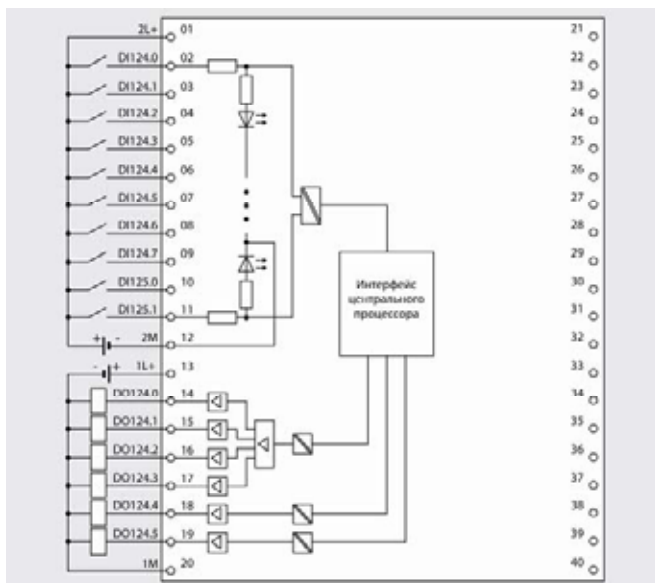 2L+ 01 21
DI124.0 02 22
DI124.1 03 23
DI124.2 04 24
DI124.3 05 25
DI124.4 06 26
DI124.5 07 27
DI124.6 08 28
DI124.7 09 29
DI125.0 10 30
DI125.1 11 31
Интерфейс
центрального
процессора
+ - 2M 12 32
- + 1L+ 13 33
DO124.0 14 34
DO124.1 15 35
DO124.2 16 36
DO124.3 17 37
DO124.4 18 38
DO124.5 19 39
1M 20 40